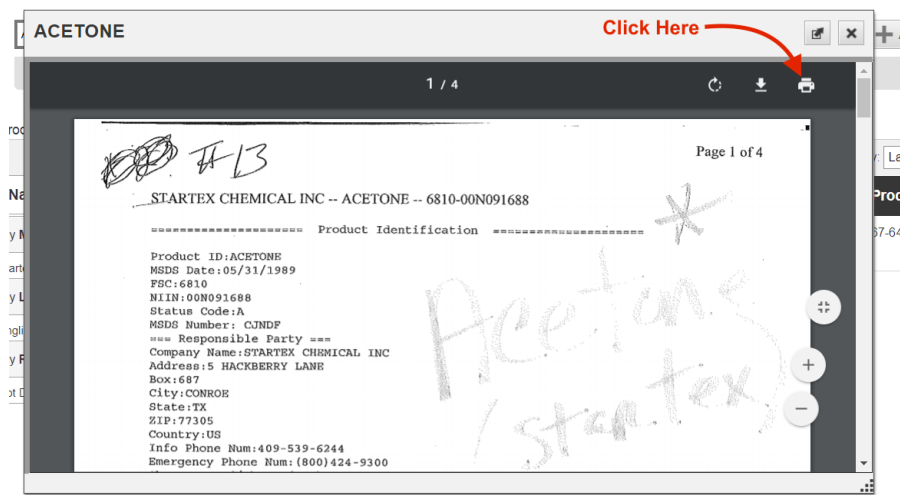 ACETONE
Click Here
1 / 4
#13
Page 1 of 4
STARTEX CHEMICAL INC -- ACETONE -- 6810-00N091688
===================== Product Identification =====================
Product ID:ACETONE
MSDS Date:05/31/1989
FSC:6810
NIIN:00N091688
Status Code:A
MSDS Number: CJNDF
=== Responsible Party ===
Company Name:STARTEX CHEMICAL INC
Address:5 HACKBERRY LANE
Box:687
City:CONROE
State:TX
ZIP:77305
Country:US
Info Phone Num:409-539-6244
Emergency Phone Num:(800)424-9300
Acetone
(startex)